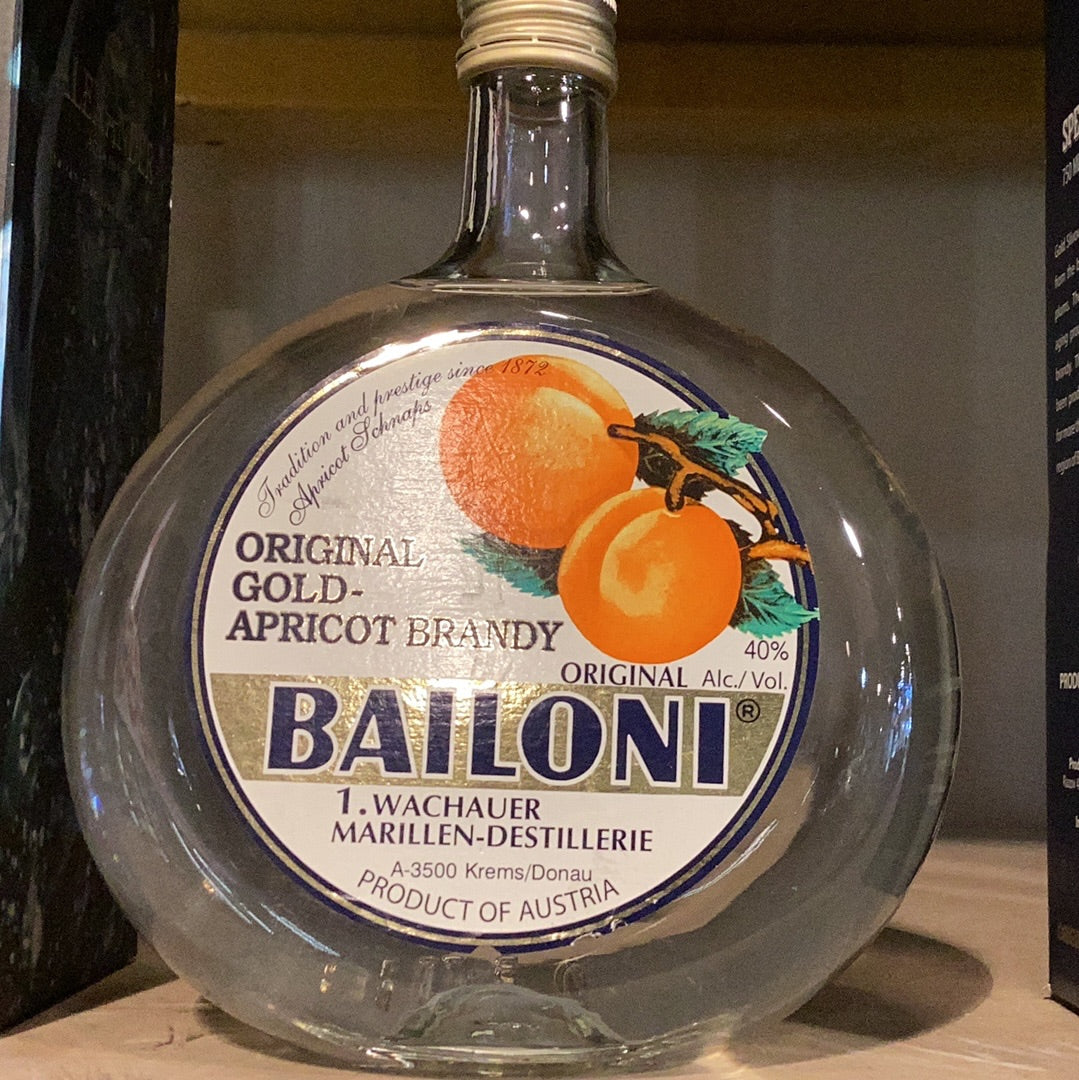 Tradition and prestige since 1872
Apricot Schnaps
ORIGINAL
GOLD-
APRICOT BRANDY
40%
ORIGINAL Alc./Vol.
BAILONI®
1. WACHAUER
MARILLEN-DESTILLERIE
A-3500 Krems/Donau
PRODUCT OF AUSTRIA